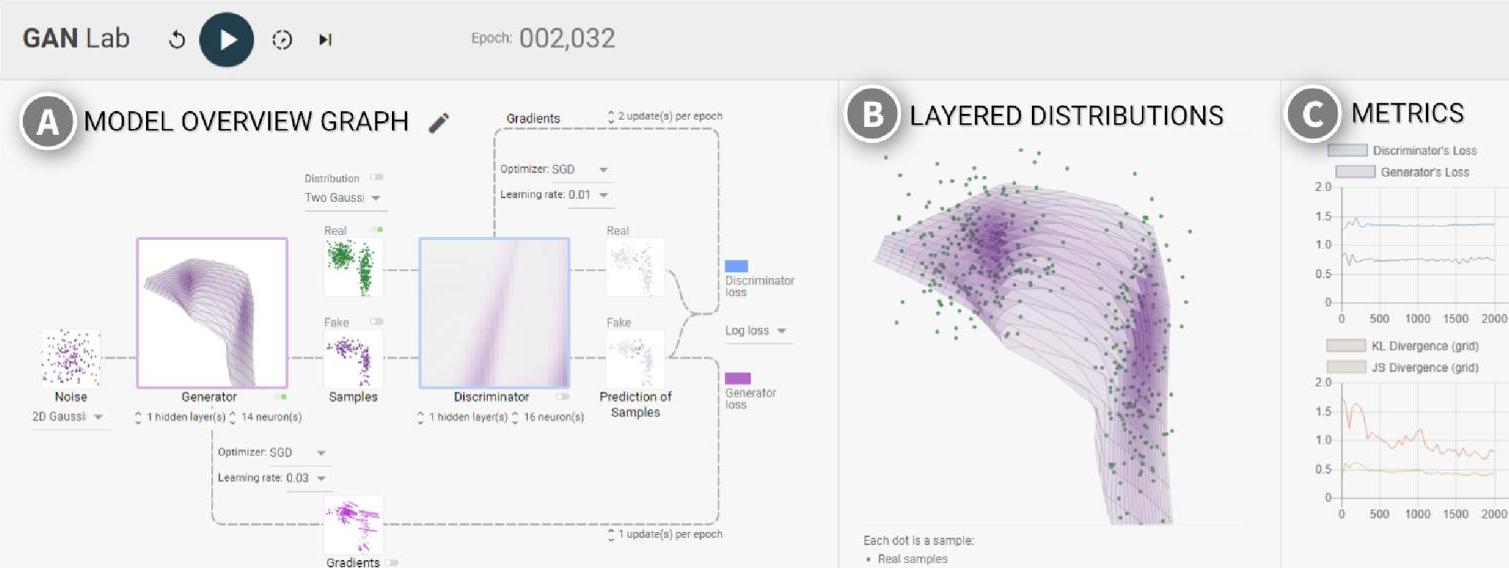 GAN Lab
Epoch: 002,032
A MODEL OVERVIEW GRAPH
Gradients
2 update(s) per epoch
Optimizer: SGD
Learning rate: 0.01
Distribution
Two Gaussi
Real
Fake
Samples
Noise
2D Gaussi
Generator
1 hidden layer(s) 14 neuron(s)
Discriminator
1 hidden layer(s) 16 neuron(s)
Real
Fake
Prediction of
Samples
Discriminator
loss
Log loss
Generator
loss
Optimizer: SGD
Learning rate: 0.03
Gradients
1 update(s) per epoch
B LAYERED DISTRIBUTIONS
Each dot is a sample:
• Real samples
C METRICS
Discriminator's Loss
Generator's Loss
2.0
1.5
1.0
0.5
0
0 500 1000 1500 2000
KL Divergence (grid)
JS Divergence (grid)
2.0
1.5
1.0
0.5
0
0 500 1000 1500 2000